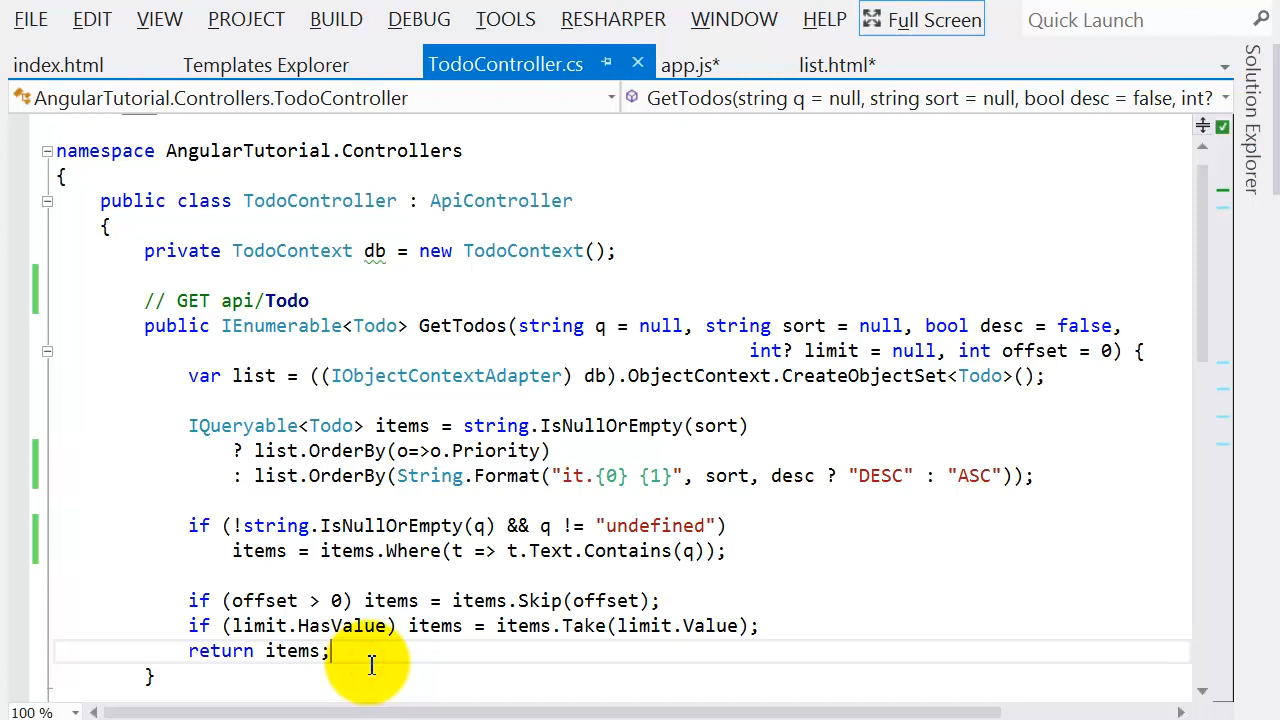 FILE EDIT VIEW PROJECT BUILD DEBUG TOOLS RESHARPER WINDOW HELP Full Screen Quick Launch
index.html Templates Explorer TodoController.cs app.js* list.html*
AngularTutorial.Controllers.TodoController GetTodos(string q = null, string sort = null, bool desc = false, int?
namespace AngularTutorial.Controllers
{
public class TodoController : ApiController
{
private TodoContext db = new TodoContext();
// GET api/Todo
public IEnumerable<Todo> GetTodos(string q = null, string sort = null, bool desc = false,
int? limit = null, int offset = 0) {
var list = ((IObjectContextAdapter) db).ObjectContext.CreateObjectSet<Todo>();
IQueryable<Todo> items = string.IsNullOrEmpty(sort)
? list.OrderBy(o=>o.Priority)
: list.OrderBy(String.Format("it.{0} {1}", sort, desc ? "DESC" : "ASC"));
if (!string.IsNullOrEmpty(q) && q != "undefined")
items = items.Where(t => t.Text.Contains(q));
if (offset > 0) items = items.Skip(offset);
if (limit.HasValue) items = items.Take(limit.Value);
return items;
}
100 %
Solution Explorer